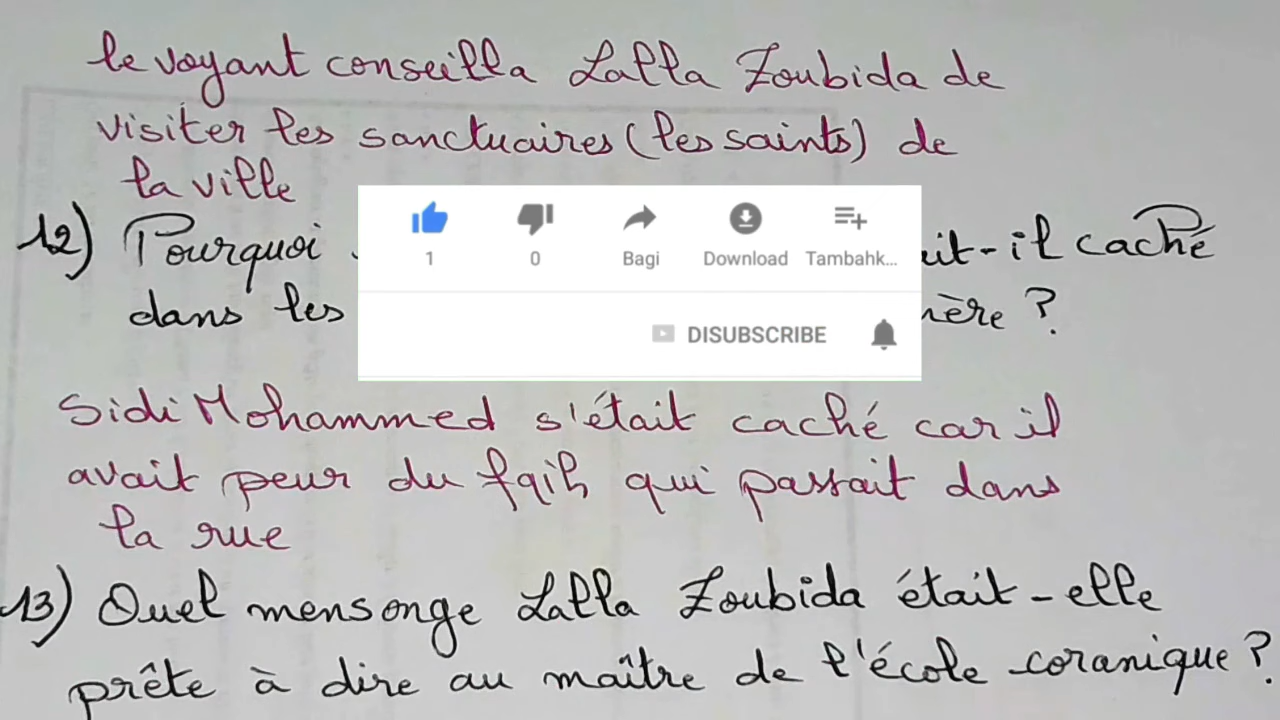 le voyant conseilla Lalla Zoubida de
visiter les sanctuaires (les saints) de
la ville
12) Pourquoi it-il caché
dans les ère ?
1 0 Bagi Download Tambahk...
DISUBSCRIBE
Sidi Mohammed s'était caché car il
avait peur du fqih qui passait dans
la rue
13) Quel mensonge Lalla Zoubida était-elle
prête à dire au maître de l'école coranique ?